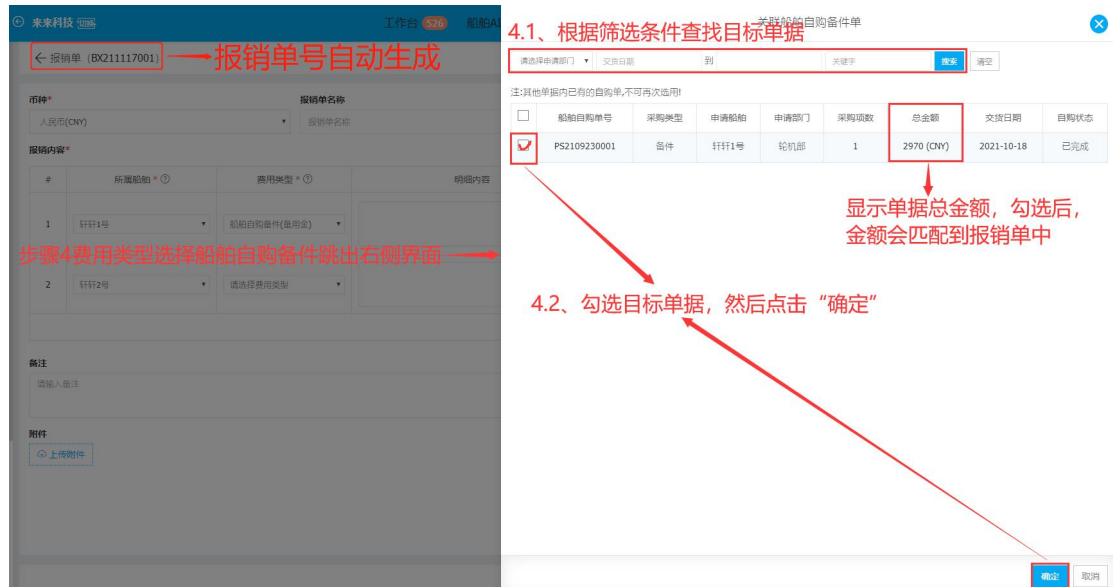 来来科技
工作台 526 船舶A
← 报销单 (BX211117001)
报销单号自动生成
币种*
报销单名称
人民币(CNY)
报销单名称
报销内容*
# 所属船舶 * 费用类型 * 明细内容
1 轩轩1号 船舶自购备件(备用金)
步骤4费用类型选择船舶自购备件跳出右侧界面
2 轩轩2号 请选择费用类型
备注
请输入备注
附件
上传附件
关联船舶自购备件单
4.1、根据筛选条件查找目标单据
请选择申请部门 交货日期 到 关键字 搜索 清空
注:其他单据内已有的自购单,不可再次选用!
船舶自购单号 采购类型 申请船舶 申请部门 采购项数 总金额 交货日期 自购状态
PS2109230001 备件 轩轩1号 轮机部 1 2970 (CNY) 2021-10-18 已完成
显示单据总金额，勾选后，
金额会匹配到报销单中
4.2、勾选目标单据，然后点击“确定”
确定 取消